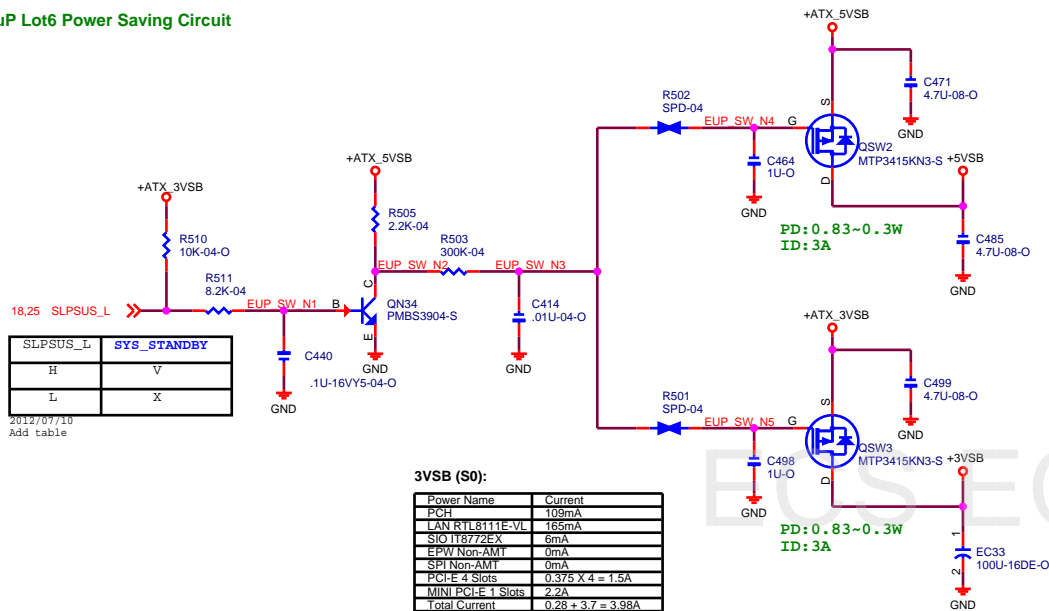 uP Lot6 Power Saving Circuit
+ATX_5VSB
C471
4.7U-08-O
GND
R502
SPD-04
EUP_SW_N4
G
S
D
QSW2
MTP3415KN3-S
+5VSB
C464
1U-O
GND
PD:0.83~0.3W
ID:3A
C485
4.7U-08-O
GND
+ATX_3VSB
R510
10K-04-O
R511
8.2K-04
18,25 SLPSUS_L
EUP_SW_N1
B
C
E
QN34
PMBS3904-S
GND
C440
.1U-16VY5-04-O
GND
+ATX_5VSB
R505
2.2K-04
R503
300K-04
EUP_SW_N2
EUP_SW_N3
C414
.01U-04-O
GND
SLPSUS_L SYS_STANDBY
H V
L X
2012/07/10
Add table
+ATX_3VSB
C499
4.7U-08-O
GND
R501
SPD-04
EUP_SW_N5
G
S
D
QSW3
MTP3415KN3-S
+3VSB
C498
1U-O
GND
PD:0.83~0.3W
ID:3A
1
2
EC33
100U-16DE-O
GND
3VSB (S0):
Power Name Current
PCH 109mA
LAN RTL8111E-VL 165mA
SIO IT8772EX 6mA
EPW Non-AMT 0mA
SPI Non-AMT 0mA
PCI-E 4 Slots 0.375 X 4 = 1.5A
MINI PCI-E 1 Slots 2.2A
Total Current 0.28 + 3.7 = 3.98A
ECS EC